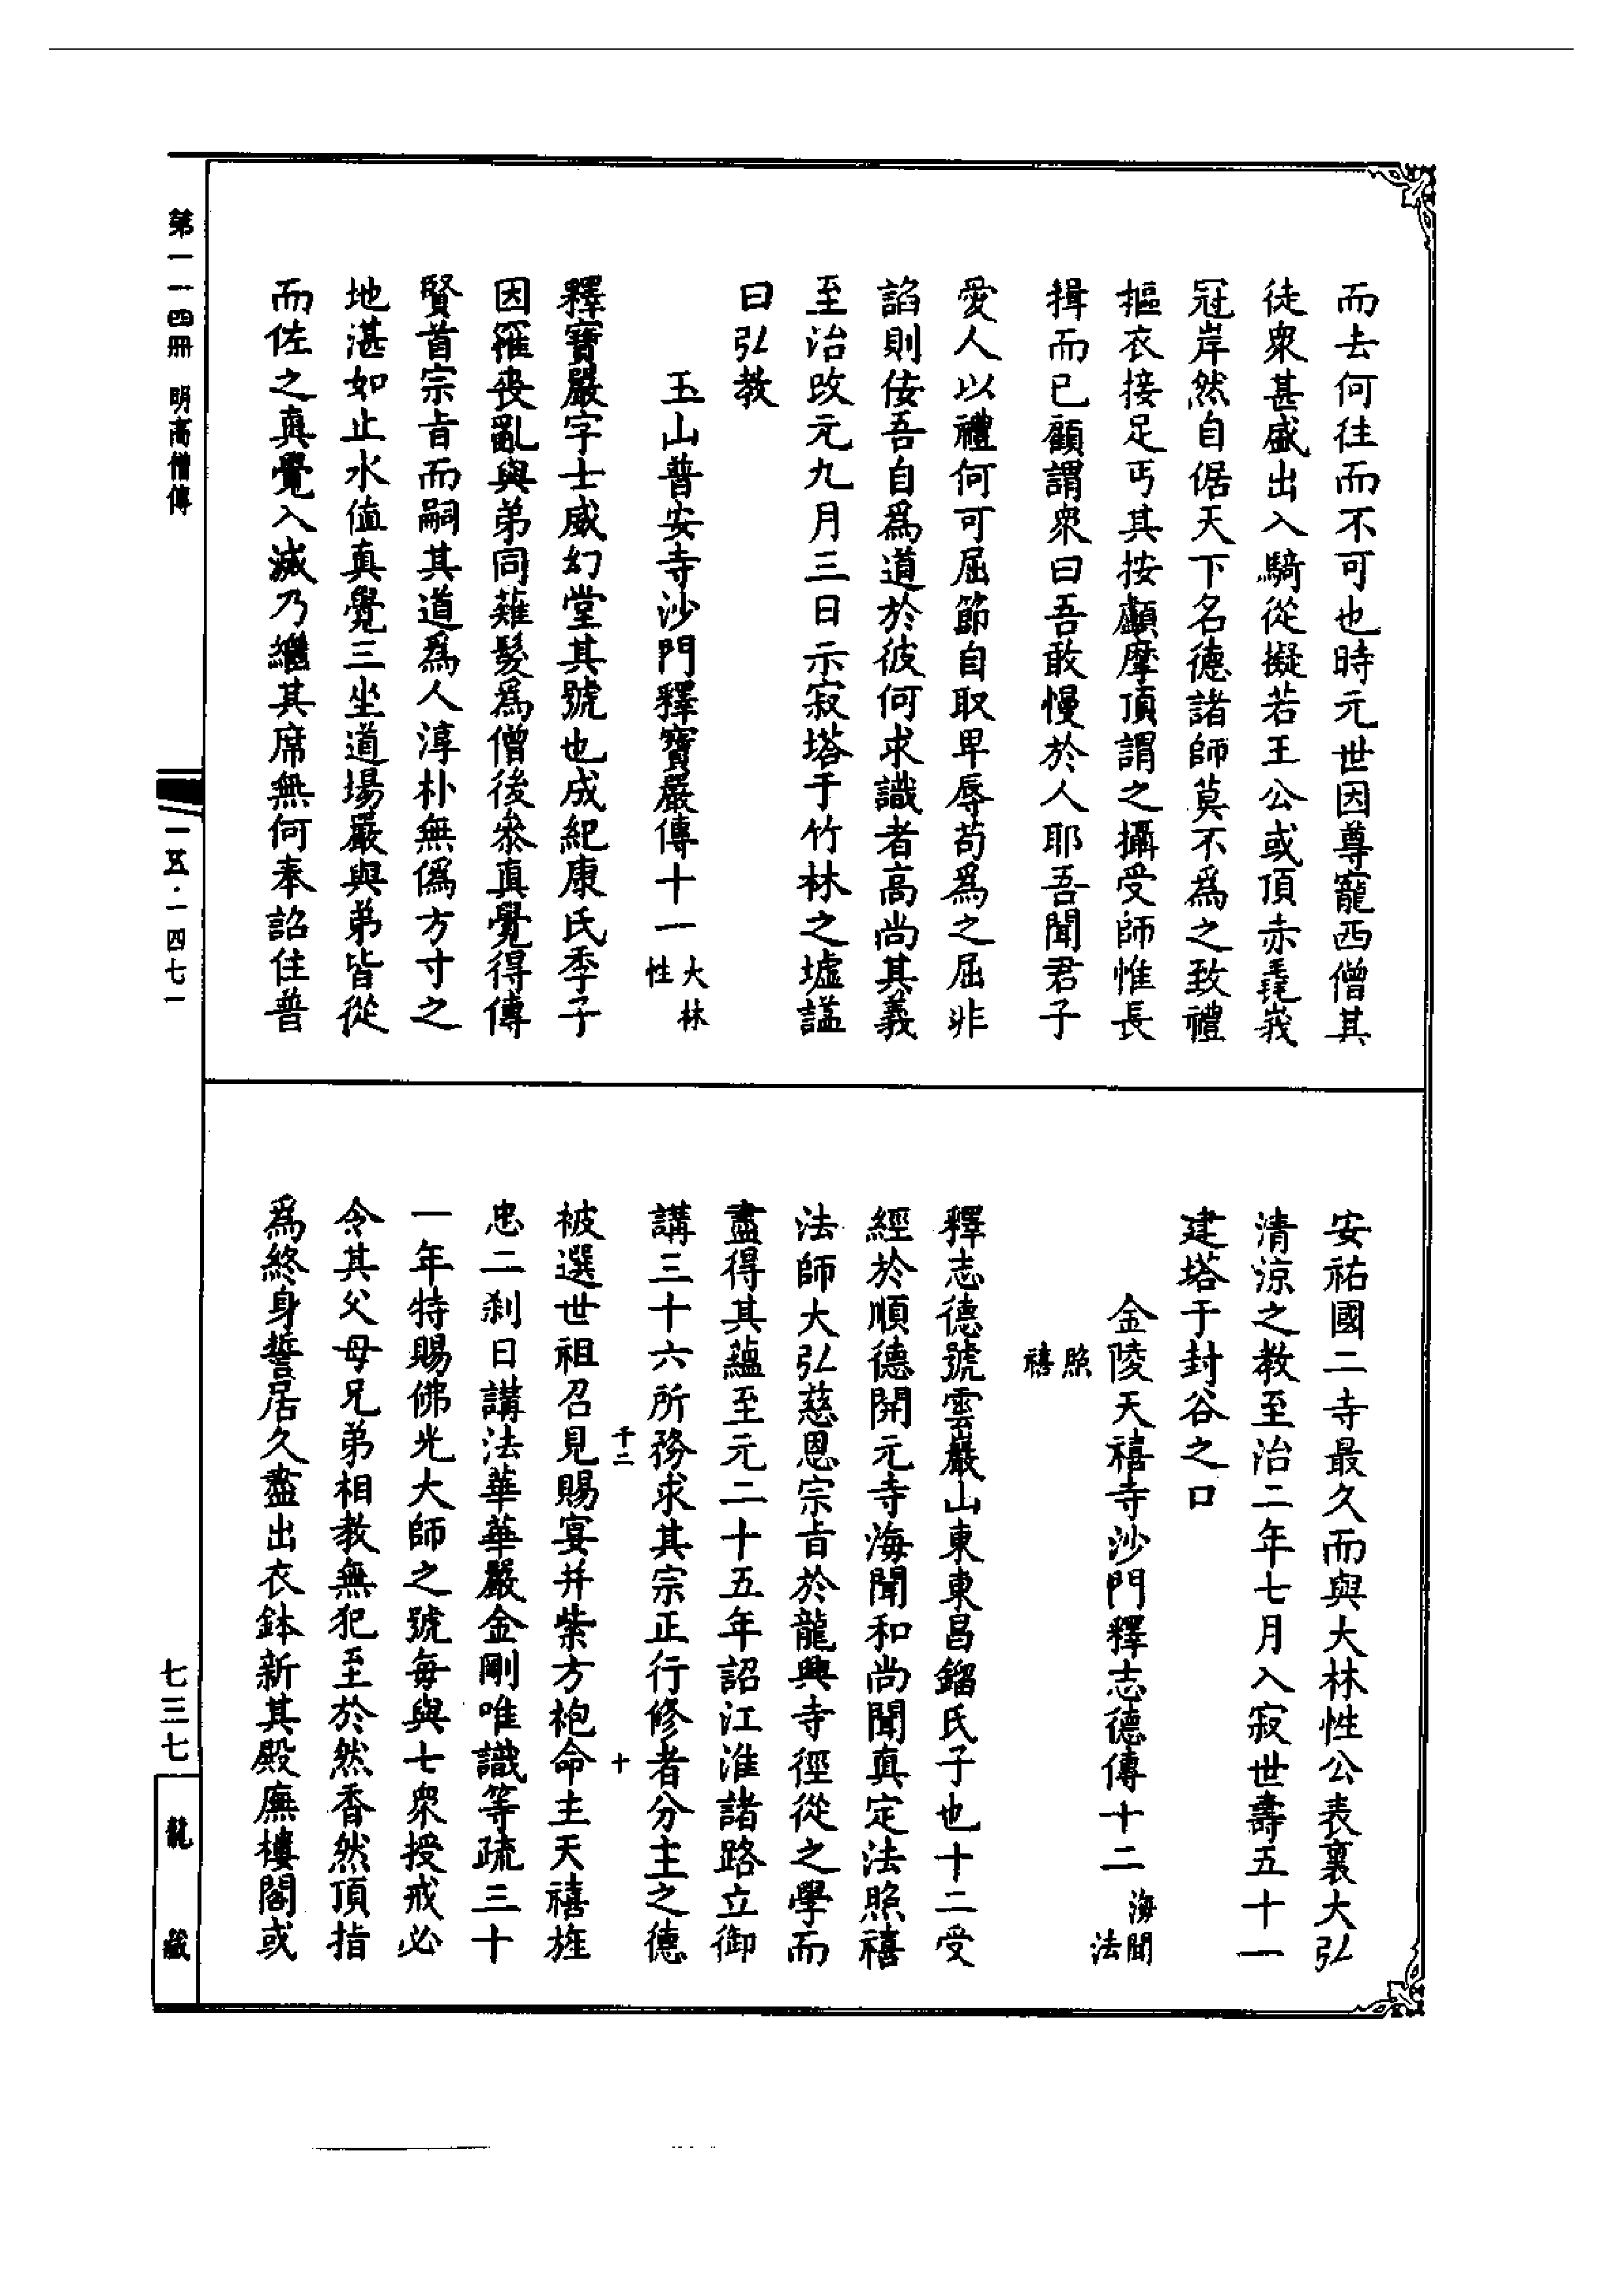 而去何往而不可也時元世因尊寵西僧其
徒衆甚盛出入騎從擬若王公或頂赤毳峩
冠岸然自倨天下名德諸師莫不為之致禮
摳衣接足丐其按顱摩頂謂之攝受師惟長
揖而已顧謂衆曰吾敢慢於人耶吾聞君子
愛人以禮何可屈節自取卑辱苟為之屈非
諂則佞吾自為道於彼何求識者高尚其義
至治改元九月三日示寂塔于竹林之墟諡
曰弘教
玉山普安寺沙門釋寶嚴傳十一
大林
性
釋寶嚴字士威幻堂其號也成紀康氏季子
因罹喪亂與弟同薙髮為僧後參真覺得傳
賢首宗旨而嗣其道為人淳朴無偽方寸之
地湛如止水值真覺三坐道場嚴與弟皆從
而佐之真覺入滅乃繼其席無何奉詔住普
安祐國二寺最久而與大林性公表裏大弘
清涼之教至治二年七月入寂世壽五十一
建塔于封谷之口
金陵天禧寺沙門釋志德傳十二
海聞
法
照
禧
釋志德號雲巖山東東昌鎦氏子也十二受
經於順德開元寺海聞和尚聞真定法照禧
法師大弘慈恩宗旨於龍興寺徑從之學而
盡得其蘊至元二十五年詔江淮諸路立御
講三十六所務求其宗正行修者分主之德
千二
十
被選世祖召見賜宴并紫方袍命主天禧旌
忠二剎日講法華華嚴金剛唯識等疏三十
一年特賜佛光大師之號每與七衆授戒必
令其父母兄弟相教無犯至於然香然頂指
為終身誓居久盡出衣鉢新其殿廡樓閣或
第一一四冊 明高僧傳
一五·一四七一
七三七
龍藏